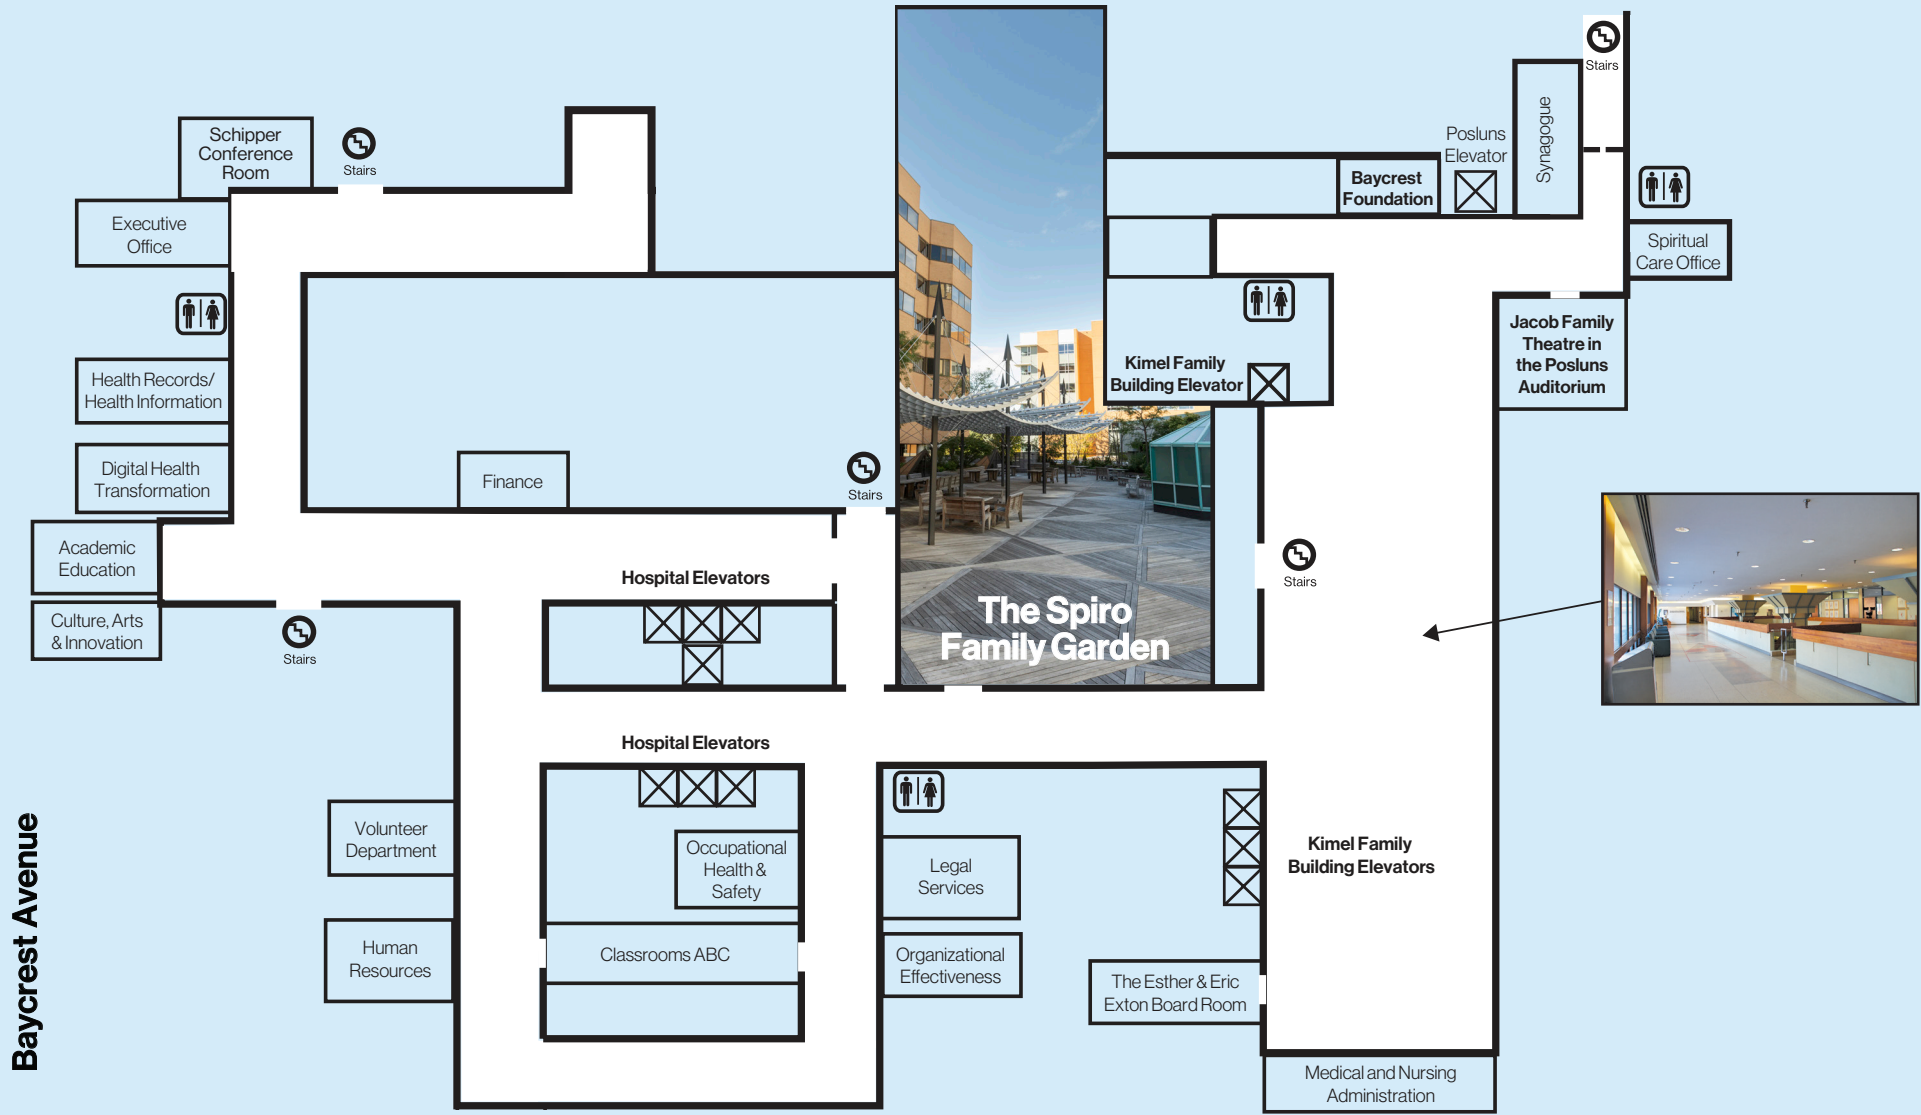 Stairs
Schipper
Conference
Room
Stairs
Executive
Office
Posluns
Elevator
Synagogue
Baycrest
Foundation
Spiritual
Care Office
Jacob Family
Theatre in
the Posluns
Auditorium
Kimel Family
Building Elevator
Health Records/
Health Information
Digital Health
Transformation
Finance
Stairs
Academic
Education
Hospital Elevators
Stairs
Culture, Arts
& Innovation
Stairs
The Spiro
Family Garden
Hospital Elevators
Volunteer
Department
Occupational
Health &
Safety
Legal
Services
Kimel Family
Building Elevators
Baycrest Avenue
Human
Resources
Classrooms ABC
Organizational
Effectiveness
The Esther & Eric
Exton Board Room
Medical and Nursing
Administration